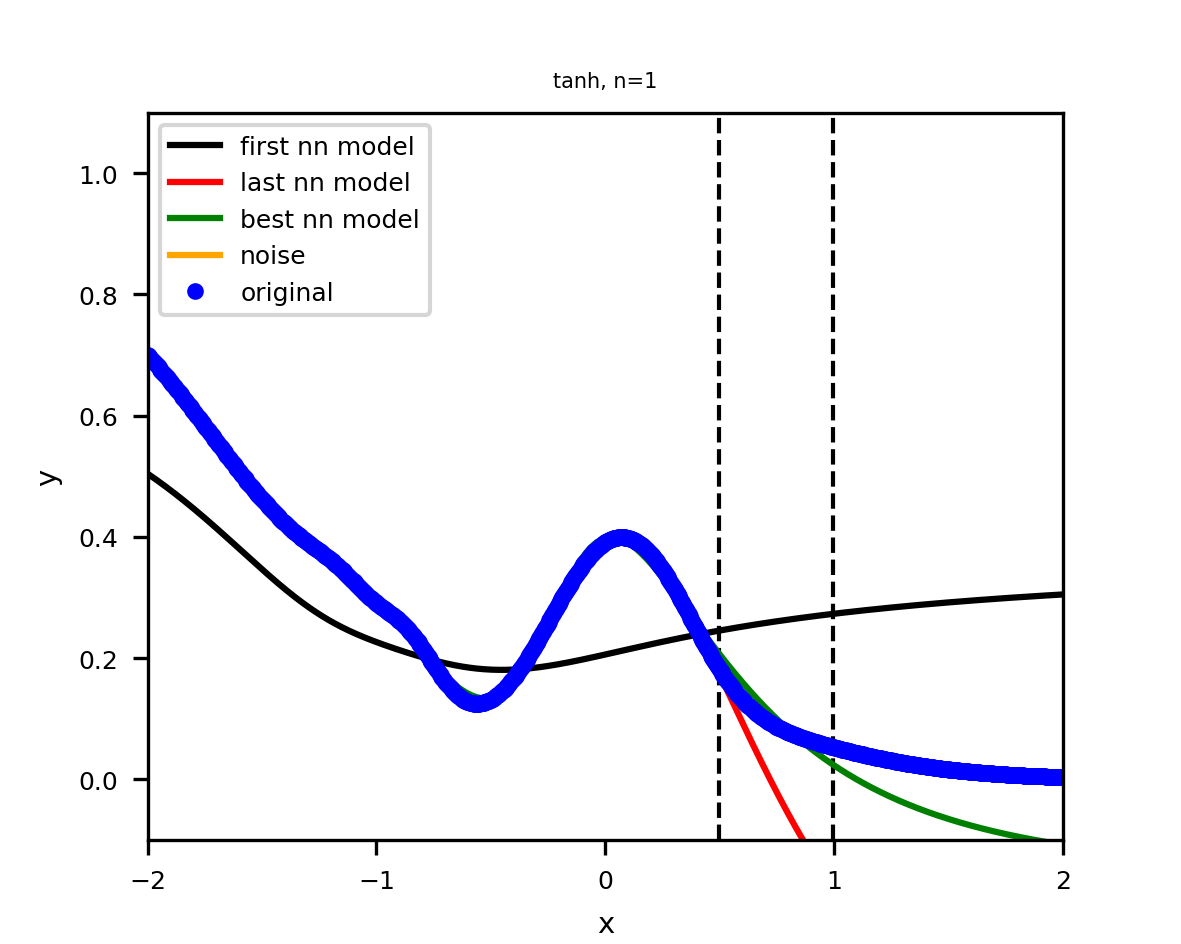 tanh, n=1
first nn model
last nn model
best nn model
noise
original
1.0
0.8
0.6
0.4
0.2
0.0
y
−2
−1
0
1
2
x